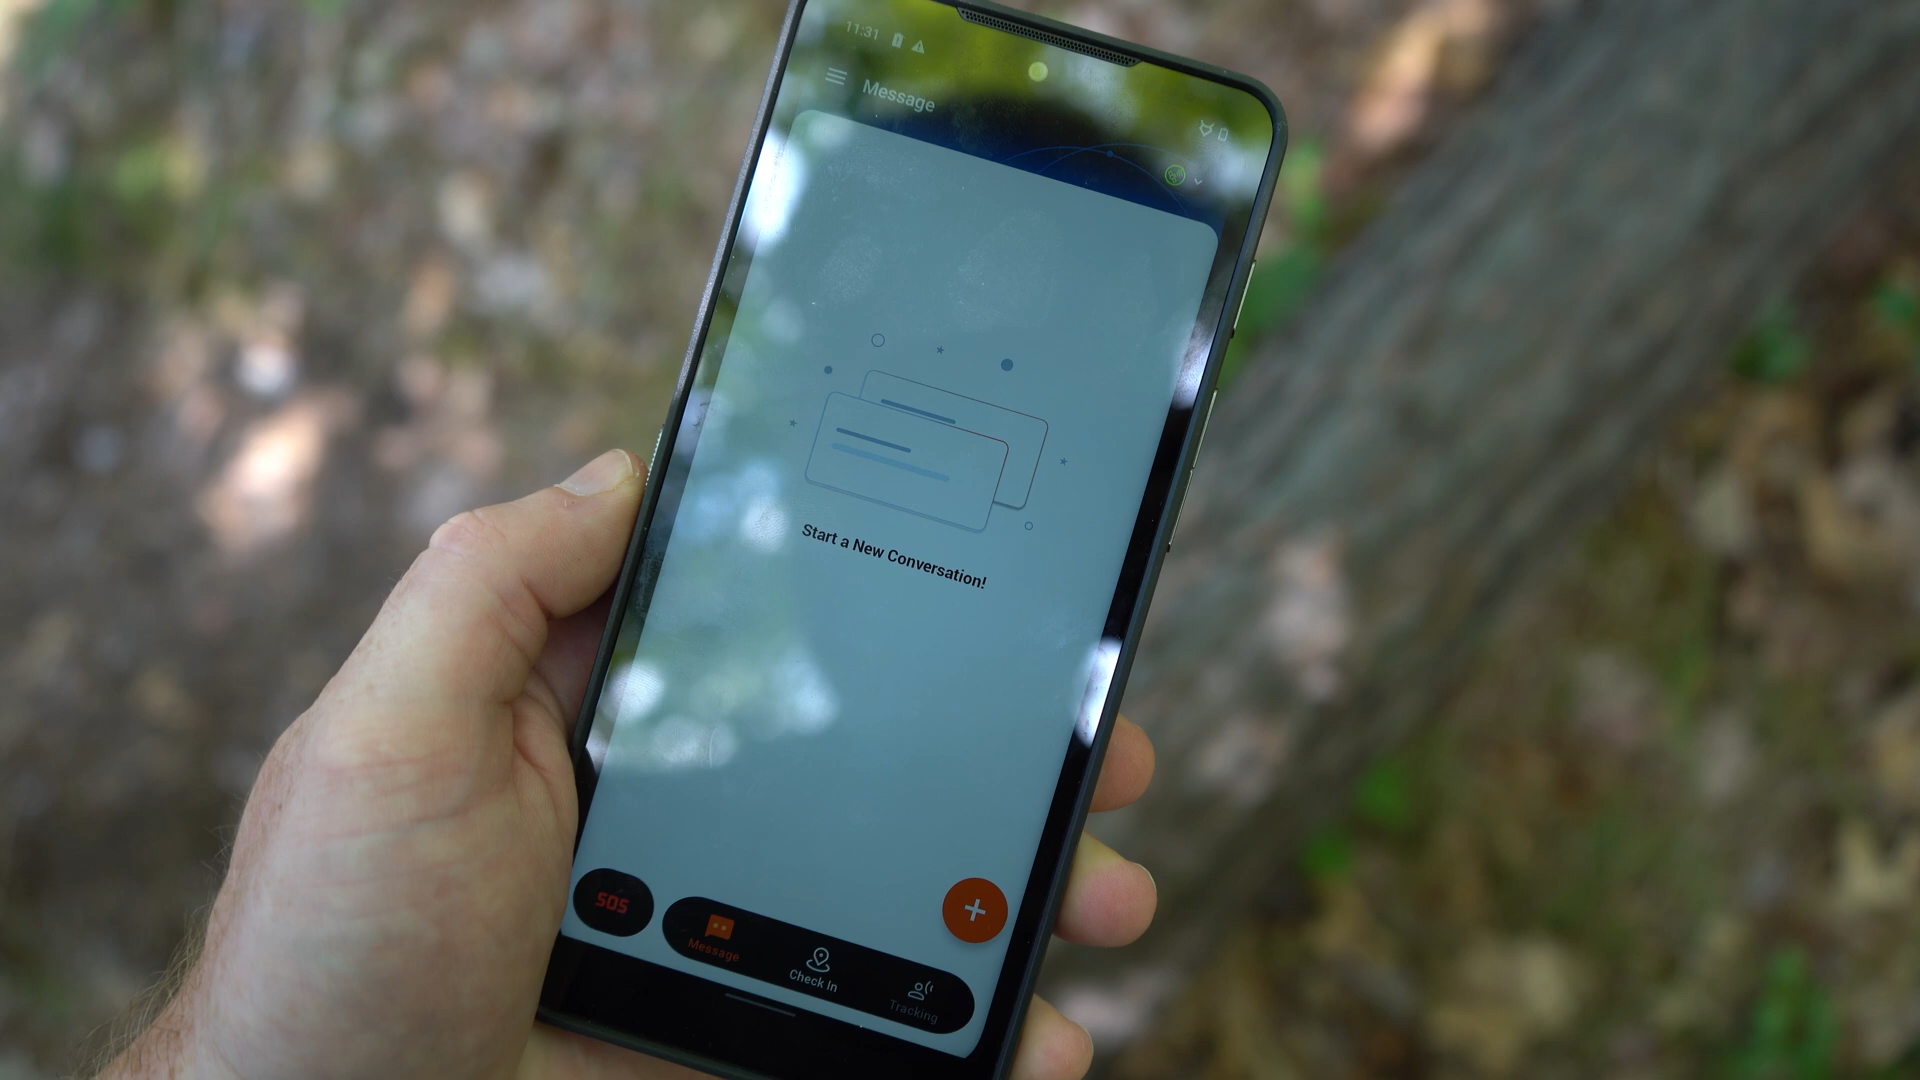 11:31
Message
Start a New Conversation!
SOS
Message
Check In
Tracking